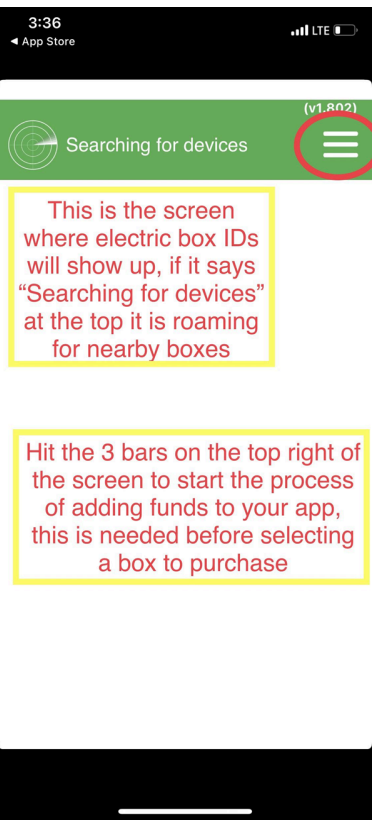 3:36
LTE
◀ App Store
(v1.802)
Searching for devices
This is the screen
where electric box IDs
will show up, if it says
“Searching for devices”
at the top it is roaming
for nearby boxes
Hit the 3 bars on the top right of
the screen to start the process
of adding funds to your app,
this is needed before selecting
a box to purchase